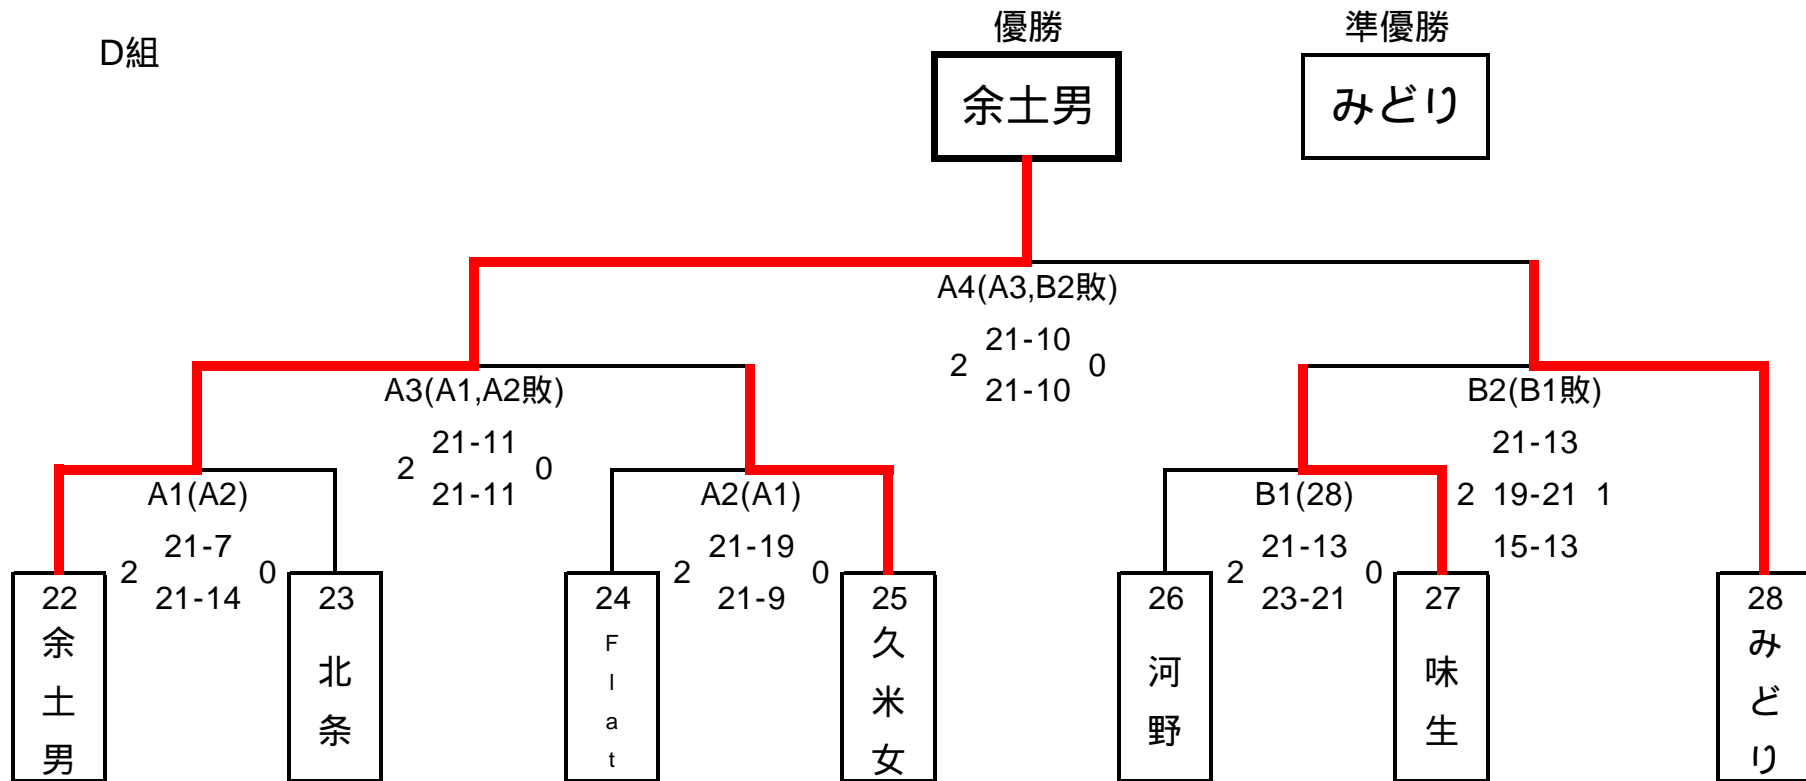 D組
優勝
準優勝
余土男
みどり
A4(A3,B2敗)
21-10
2 0
21-10
A3(A1,A2敗)
21-11
2 0
21-11
B2(B1敗)
21-13
2 19-21 1
15-13
A1(A2)
21-7
2 0
21-14
A2(A1)
21-19
2 0
21-9
B1(28)
21-13
2 0
23-21
22
余土男
23
北条
24
Flat
25
久米女
26
河野
27
味生
28
みどり